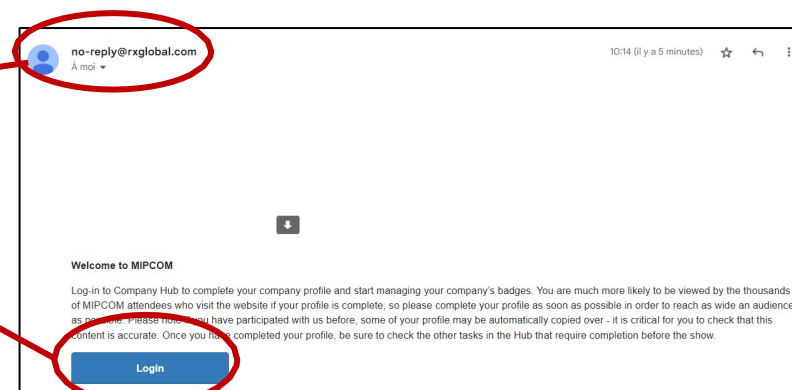 no-reply@rxglobal.com
10:14 (il y a 5 minutes)
À moi
Welcome to MIPCOM
Log-in to Company Hub to complete your company profile and start managing your company's badges. You are much more likely to be viewed by the thousands
of MIPCOM attendees who visit the website if your profile is complete, so please complete your profile as soon as possible in order to reach as wide an audience
as possible. Please note if you have participated with us before, some of your profile may be automatically copied over - it is critical for you to check that this
content is accurate. Once you have completed your profile, be sure to check the other tasks in the Hub that require completion before the show.
Login